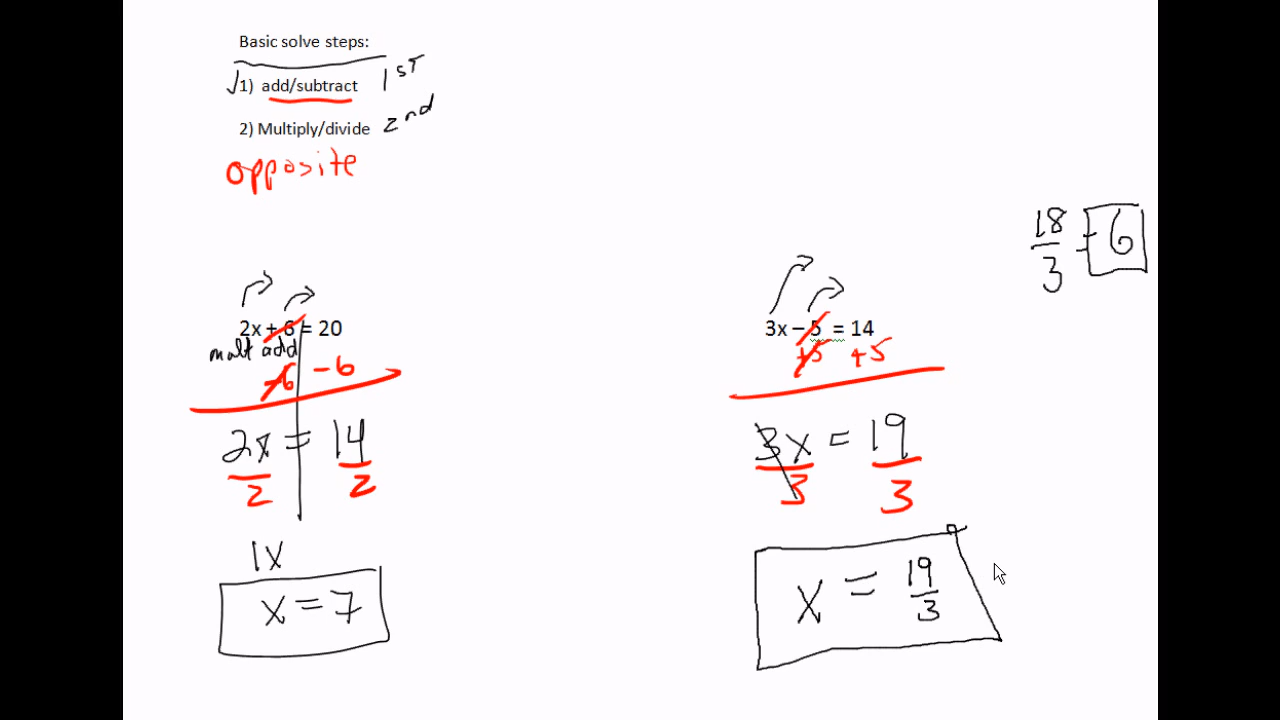 Basic solve steps:
√1) add/subtract 1st
2) Multiply/divide 2nd
opposite
18/3 = 6
2x + 6 = 20
mult add
-6 -6
2x = 14
2 2
1x
x = 7
3x – 5 = 14
+5 +5
3x = 19
3 3
x = 19/3